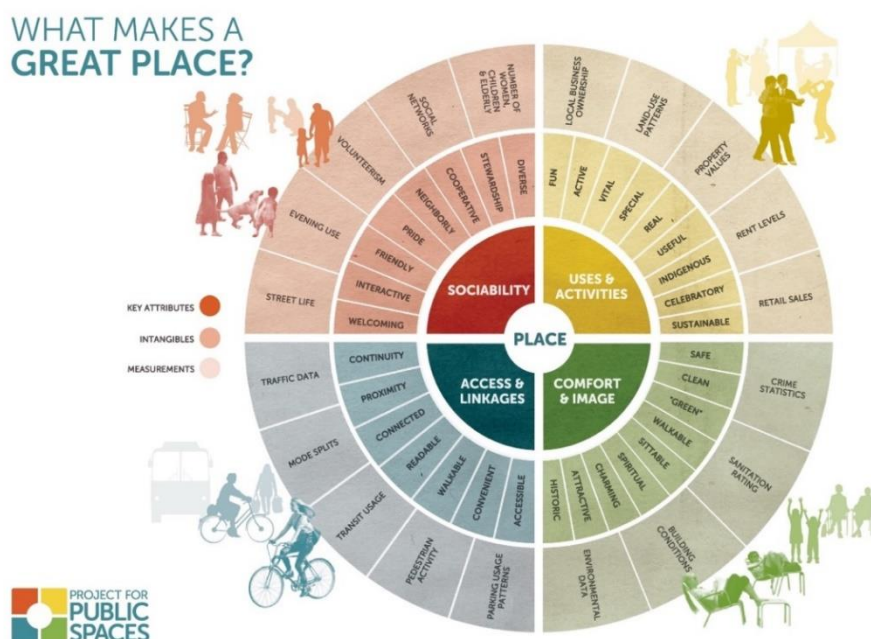 WHAT MAKES A
GREAT PLACE?
NUMBER OF
WOMEN,
CHILDREN
& ELDERLY
SOCIAL
NETWORKS
VOLUNTEERISM
EVENING USE
STREET LIFE
DIVERSE
STEWARDSHIP
COOPERATIVE
NEIGHBORLY
PRIDE
FRIENDLY
INTERACTIVE
WELCOMING
SOCIABILITY
LOCAL BUSINESS
OWNERSHIP
LAND-USE
PATTERNS
PROPERTY
VALUES
RENT LEVELS
RETAIL SALES
FUN
ACTIVE
VITAL
SPECIAL
REAL
USEFUL
INDIGENOUS
CELEBRATORY
SUSTAINABLE
USES &
ACTIVITIES
PLACE
KEY ATTRIBUTES
INTANGIBLES
MEASUREMENTS
ACCESS &
LINKAGES
CONTINUITY
PROXIMITY
CONNECTED
READABLE
WALKABLE
CONVENIENT
ACCESSIBLE
TRAFFIC DATA
MODE SPLITS
TRANSIT USAGE
PEDESTRIAN
ACTIVITY
PARKING USAGE
PATTERNS
COMFORT
& IMAGE
SAFE
CLEAN
"GREEN"
WALKABLE
SITTABLE
SPIRITUAL
CHARMING
ATTRACTIVE
HISTORIC
CRIME
STATISTICS
SANITATION
RATING
BUILDING
CONDITIONS
ENVIRONMENTAL
DATA
PROJECT FOR
PUBLIC
SPACES